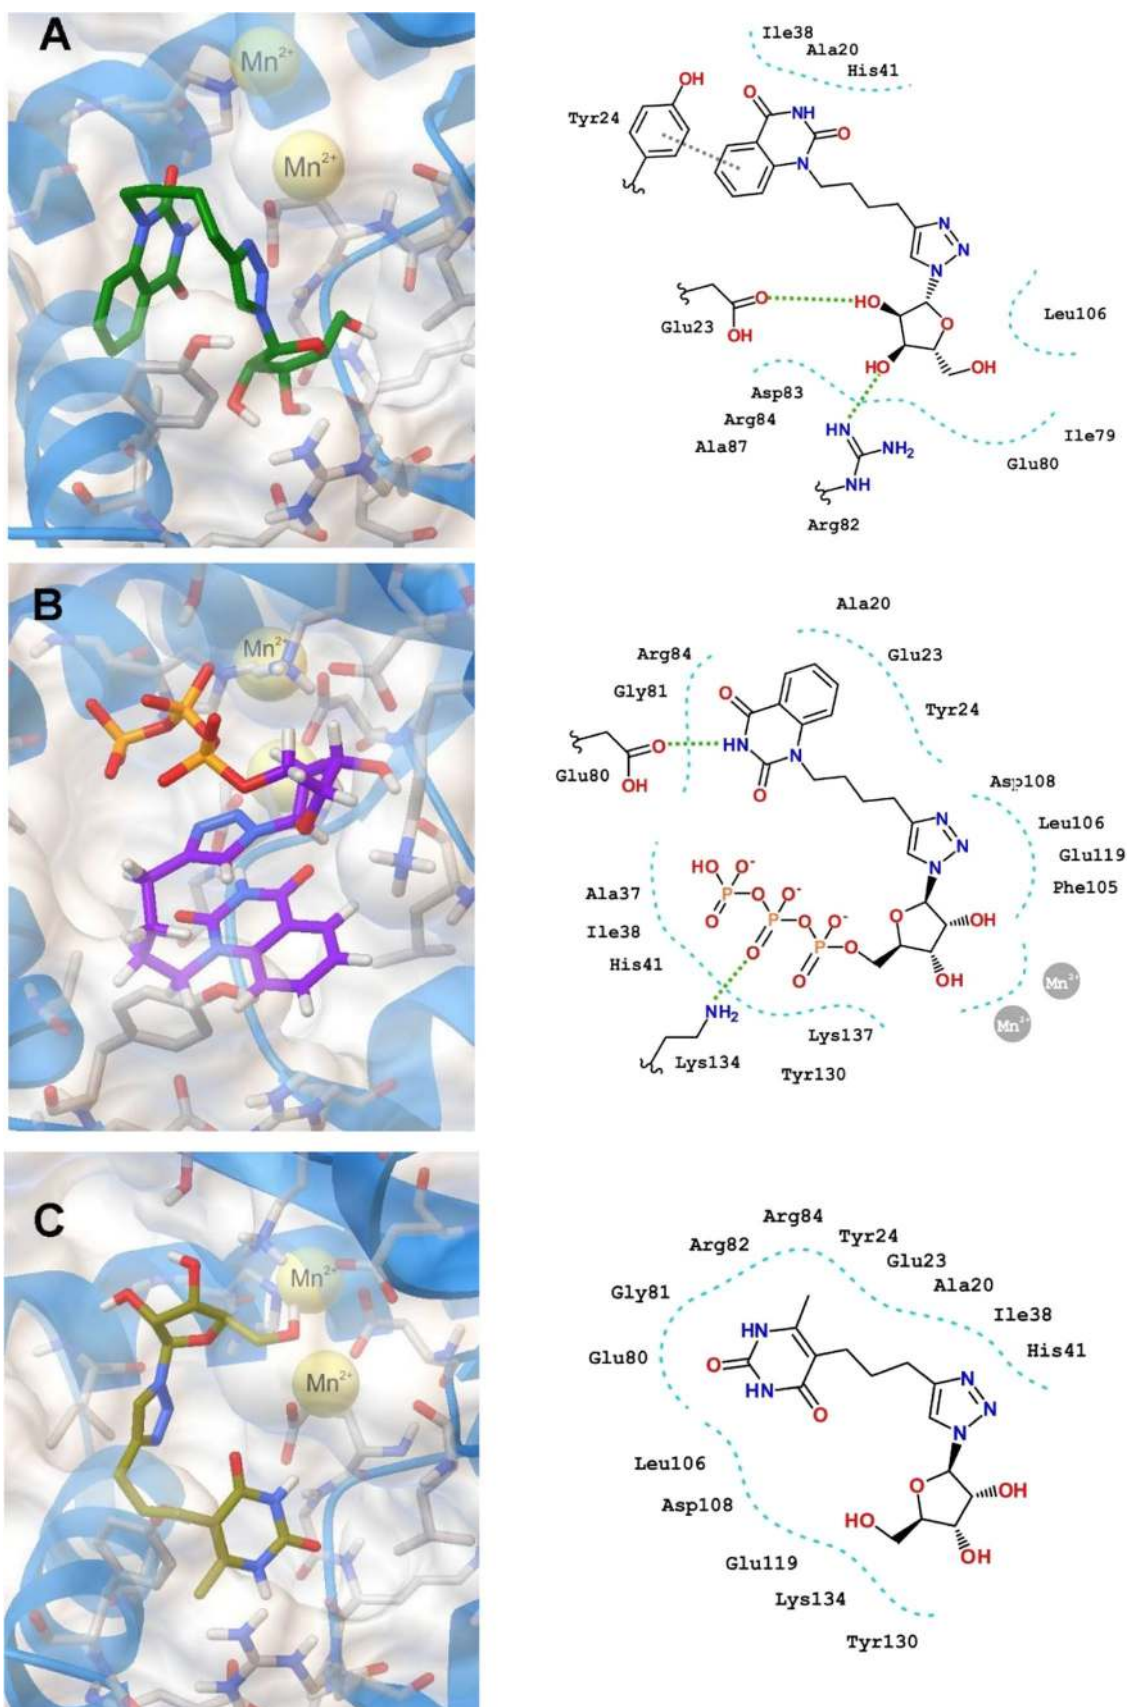 A
Mn2+
Mn2+
Ile38
Ala20
His41
OH
Tyr24
O
NH
O
N
N
N
N
Glu23
O
OH
HO
O
Leu106
HO
OH
Asp83
Arg84
Ala87
HN
NH2
NH
Arg82
Ile79
Glu80
B
Mn2+
Ala20
Arg84
Gly81
Glu23
Tyr24
O
O
HN
N
Glu80
OH
O
Asp108
Leu106
Glu119
Phe105
N
N
N
HO
O-
P
O
O
O-
P
O
O
O-
P
O
O
O
OH
OH
Ala37
Ile38
His41
Mn2+
Mn2+
NH2
Lys134
Lys137
Tyr130
C
Mn2+
Mn2+
Arg84
Arg82
Tyr24
Glu23
Gly81
Ala20
Ile38
Glu80
His41
HN
O
HN
O
N
N
N
Leu106
Asp108
O
OH
HO
OH
Glu119
Lys134
Tyr130